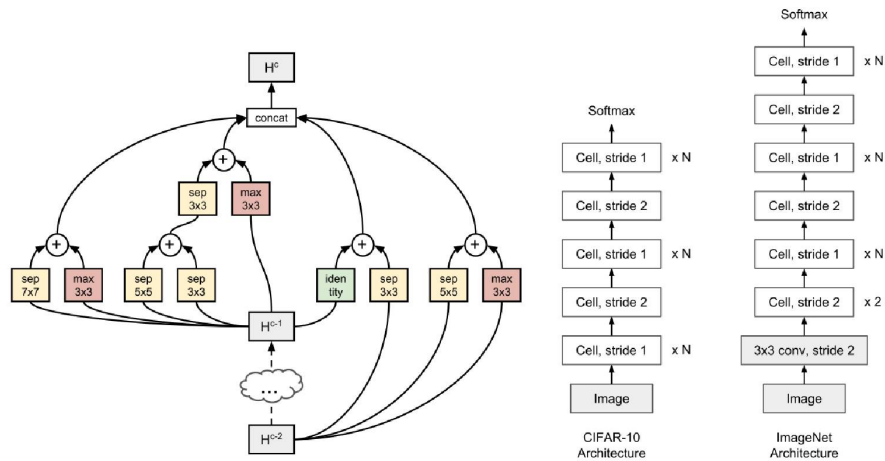 H^c
concat
+
sep
3x3
max
3x3
+
+
+
+
sep
7x7
max
3x3
sep
5x5
sep
3x3
iden
tity
sep
3x3
sep
5x5
max
3x3
H^c-1
...
H^c-2
Softmax
Cell, stride 1 x N
Cell, stride 2
Cell, stride 1 x N
Cell, stride 2
Cell, stride 1 x N
Image
CIFAR-10
Architecture
Softmax
Cell, stride 1 x N
Cell, stride 2
Cell, stride 1 x N
Cell, stride 2
Cell, stride 1 x N
Cell, stride 2 x 2
3x3 conv, stride 2
Image
ImageNet
Architecture